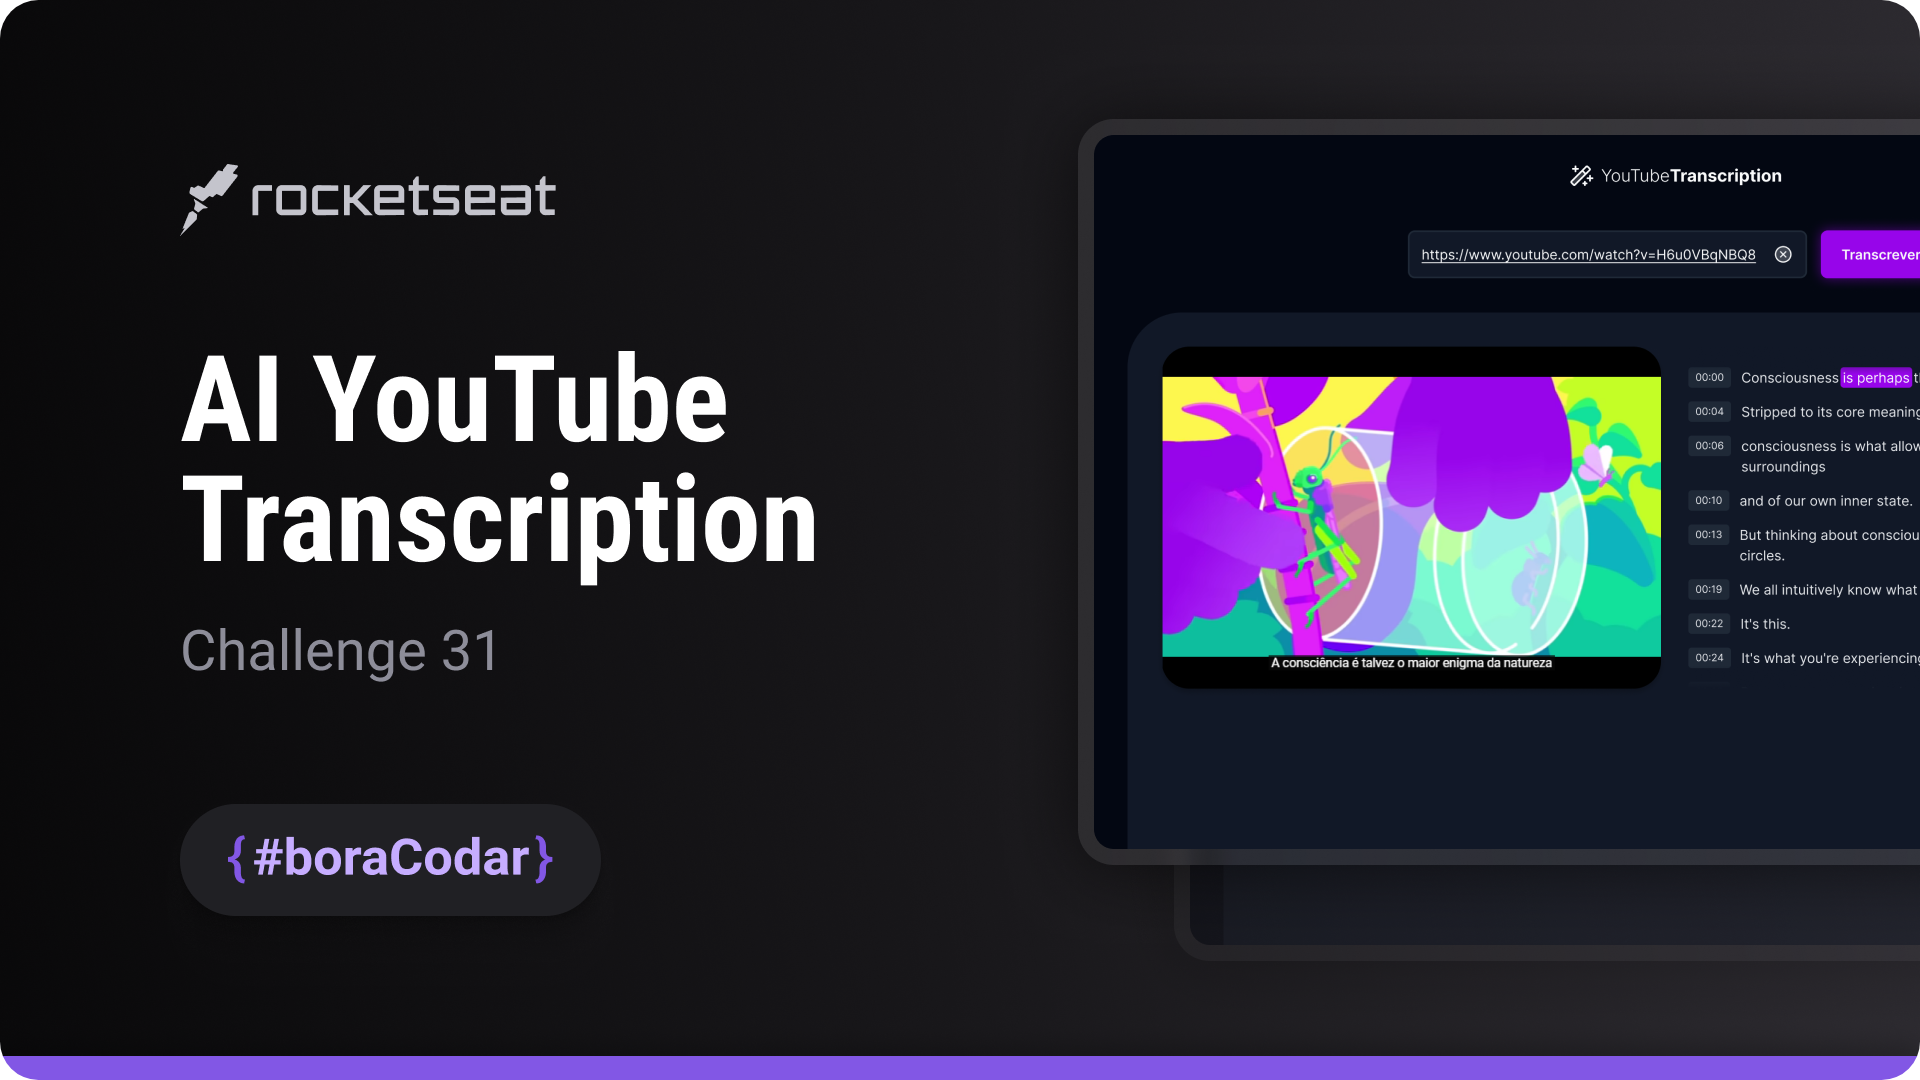 rocketseat
AI YouTube
Transcription
Challenge 31
{#boraCodar}
YouTubeTranscription
https://www.youtube.com/watch?v=H6u0VBqNBQ8
Transcrever
00:00 Consciousness is perhaps
00:04 Stripped to its core meaning
00:06 consciousness is what
surroundings
00:10 and of our own inner state.
00:13 But thinking about
circles.
00:19 We all intuitively know what
00:22 It's this.
00:24 It's what you're experiencing
A consciência é talvez o maior enigma da natureza